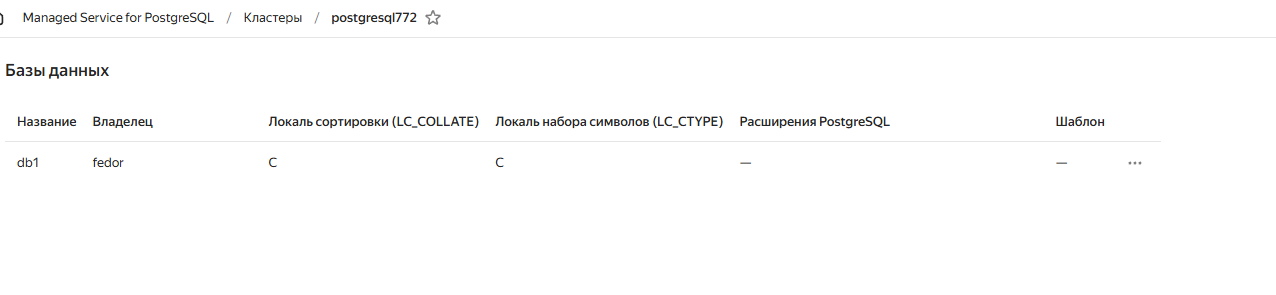 Managed Service for PostgreSQL / Кластеры / postgresql772
Базы данных
Название Владелец Локаль сортировки (LC_COLLATE) Локаль набора символов (LC_CTYPE) Расширения PostgreSQL Шаблон
db1 fedor C C — —